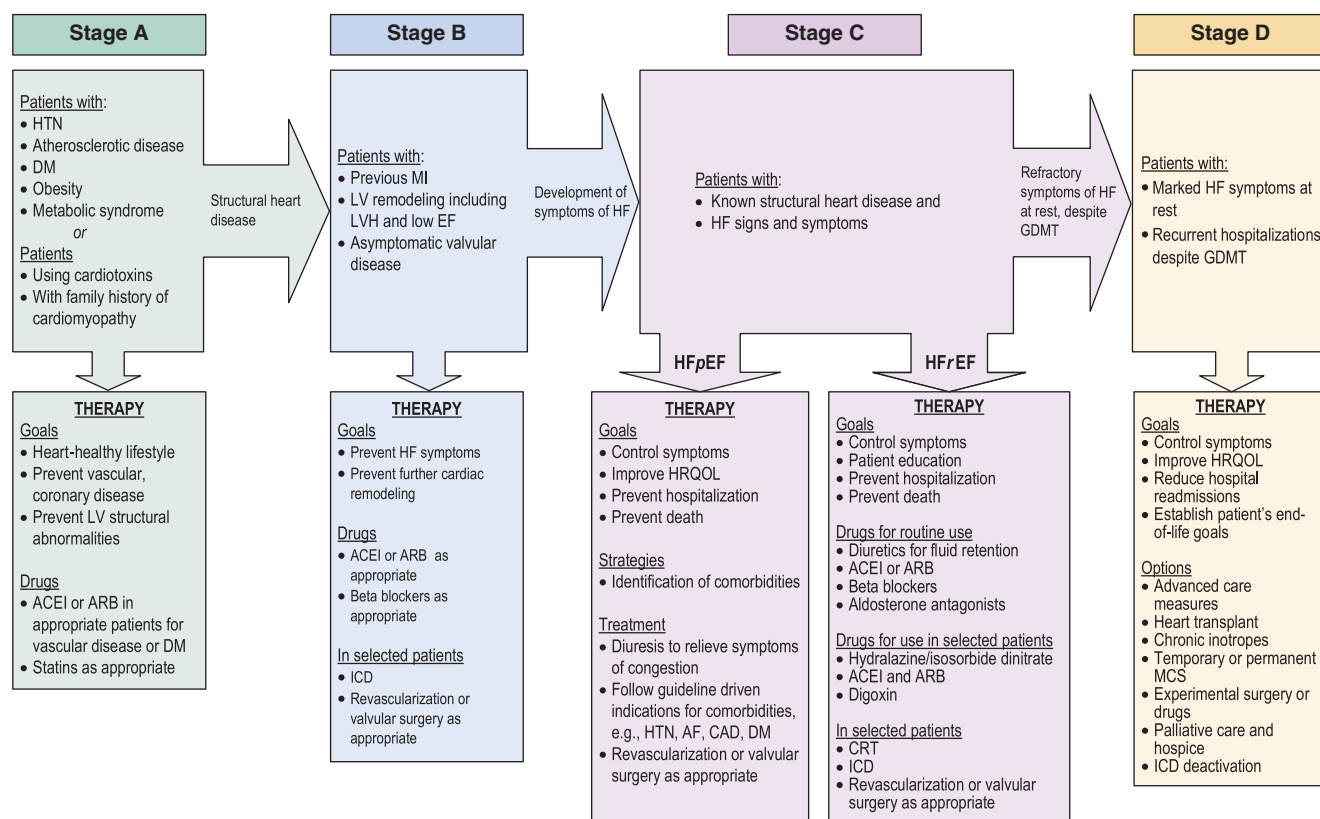 Stage A
Patients with:
• HTN
• Atherosclerotic disease
• DM
• Obesity
• Metabolic syndrome
or
Patients
• Using cardiotoxins
• With family history of
cardiomyopathy
Structural heart
disease
THERAPY
Goals
• Heart-healthy lifestyle
• Prevent vascular,
coronary disease
• Prevent LV structural
abnormalities
Drugs
• ACEI or ARB in
appropriate patients for
vascular disease or DM
• Statins as appropriate
Stage B
Patients with:
• Previous MI
• LV remodeling including
LVH and low EF
• Asymptomatic valvular
disease
Development of
symptoms of HF
THERAPY
Goals
• Prevent HF symptoms
• Prevent further cardiac
remodeling
Drugs
• ACEI or ARB as
appropriate
• Beta blockers as
appropriate
In selected patients
• ICD
• Revascularization or
valvular surgery as
appropriate
Stage C
Patients with:
• Known structural heart disease and
• HF signs and symptoms
Refractory
symptoms of HF
at rest, despite
GDMT
HFpEF
THERAPY
Goals
• Control symptoms
• Improve HRQOL
• Prevent hospitalization
• Prevent death
Strategies
• Identification of comorbidities
Treatment
• Diuresis to relieve symptoms
of congestion
• Follow guideline driven
indications for comorbidities,
e.g., HTN, AF, CAD, DM
• Revascularization or valvular
surgery as appropriate
HFrEF
THERAPY
Goals
• Control symptoms
• Patient education
• Prevent hospitalization
• Prevent death
Drugs for routine use
• Diuretics for fluid retention
• ACEI or ARB
• Beta blockers
• Aldosterone antagonists
Drugs for use in selected patients
• Hydralazine/isosorbide dinitrate
• ACEI and ARB
• Digoxin
In selected patients
• CRT
• ICD
• Revascularization or valvular
surgery as appropriate
Stage D
Patients with:
• Marked HF symptoms at
rest
• Recurrent hospitalizations
despite GDMT
THERAPY
Goals
• Control symptoms
• Improve HRQOL
• Reduce hospital
readmissions
• Establish patient's end-
of-life goals
Options
• Advanced care
measures
• Heart transplant
• Chronic inotropes
• Temporary or permanent
MCS
• Experimental surgery or
drugs
• Palliative care and
hospice
• ICD deactivation